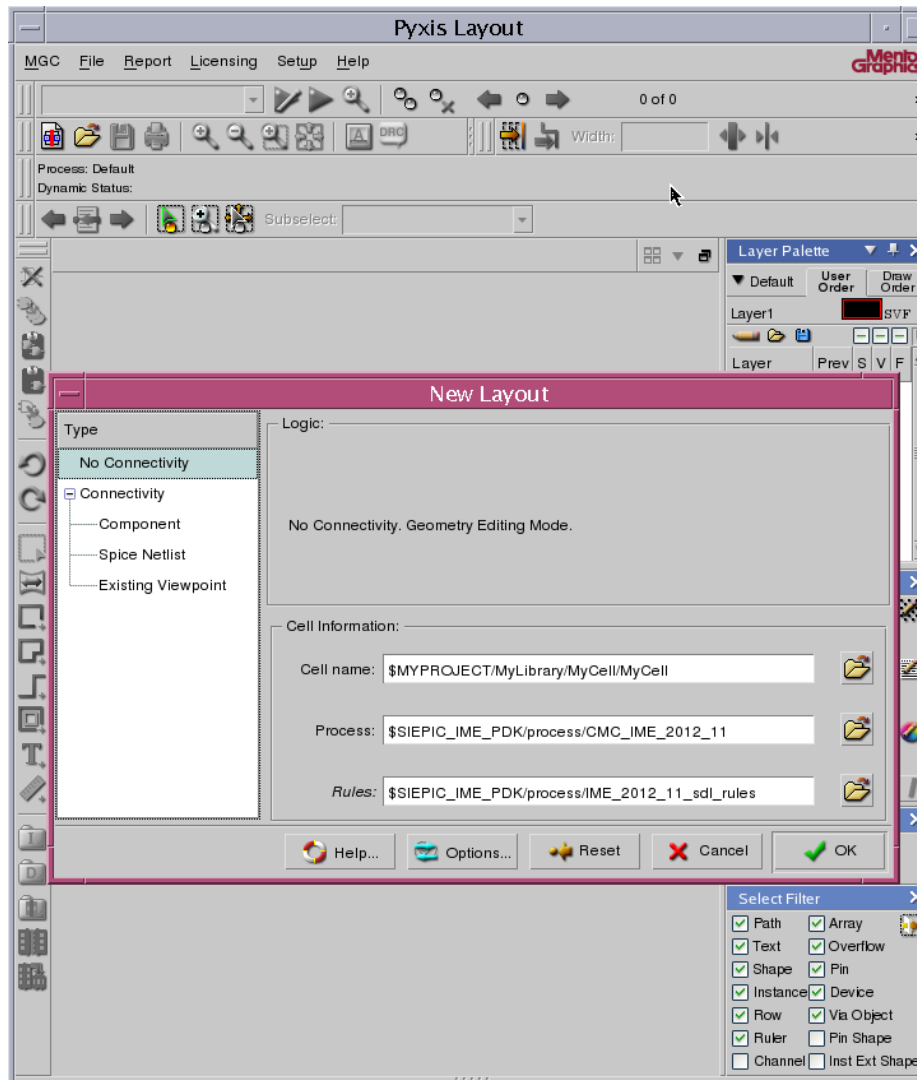 Pyxis Layout
MGC File Report Licensing Setup Help
Mentor
Graphics
0 of 0
A DRC Width:
Process: Default
Dynamic Status:
Subselect:
Layer Palette
Default User Order Draw Order
Layer1 SVF
Layer Prev S V F
New Layout
Type
No Connectivity
Connectivity
Component
Spice Netlist
Existing Viewpoint
Logic:
No Connectivity. Geometry Editing Mode.
Cell Information:
Cell name: $MYPROJECT/MyLibrary/MyCell/MyCell
Process: $SIEPIC_IME_PDK/process/CMC_IME_2012_11
Rules: $SIEPIC_IME_PDK/process/IME_2012_11_sdl_rules
Help... Options... Reset Cancel OK
T
I
D
Select Filter
Path Array
Text Overflow
Shape Pin
Instance Device
Row Via Object
Ruler Pin Shape
Channel Inst Ext Shape